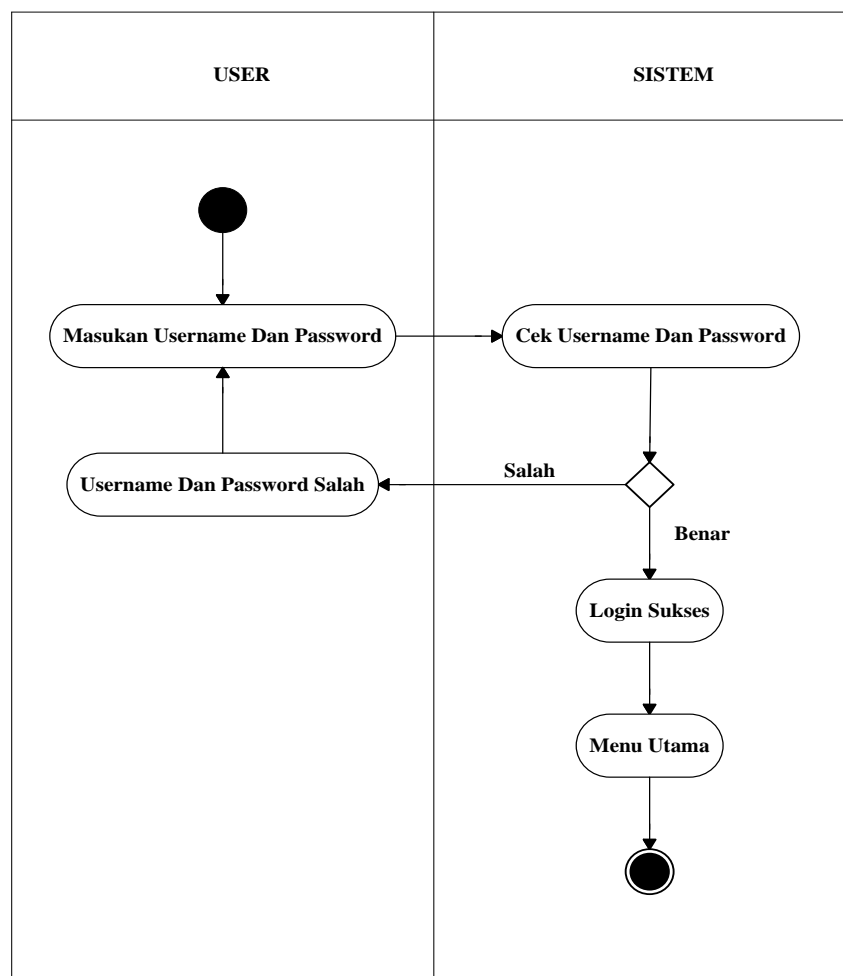 USER
SISTEM
Masukan Username Dan Password
Cek Username Dan Password
Salah
Username Dan Password Salah
Benar
Login Sukses
Menu Utama